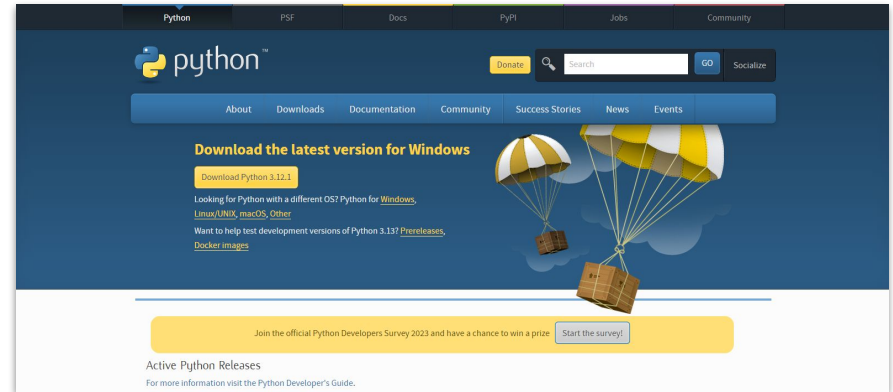 Python PSF Docs PyPI Jobs Community
python™ Donate Search GO Socialize
About Downloads Documentation Community Success Stories News Events
Download the latest version for Windows
Download Python 3.12.1
Looking for Python with a different OS? Python for Windows,
Linux/UNIX, macOS, Other
Want to help test development versions of Python 3.13? Prereleases,
Docker images
Join the official Python Developers Survey 2023 and have a chance to win a prize Start the survey!
Active Python Releases
For more information visit the Python Developer's Guide.